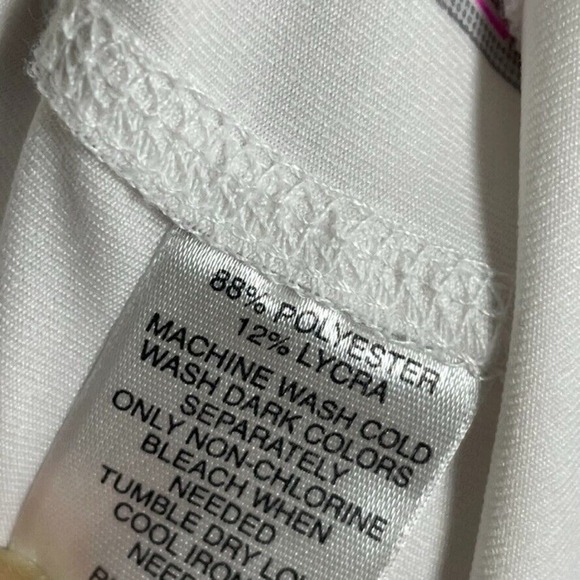 88% POLYESTER
12% LYCRA
MACHINE WASH COLD
WASH DARK COLORS
SEPARATELY
ONLY NON-CHLORINE
BLEACH WHEN
NEEDED
TUMBLE DRY
COOL IRON